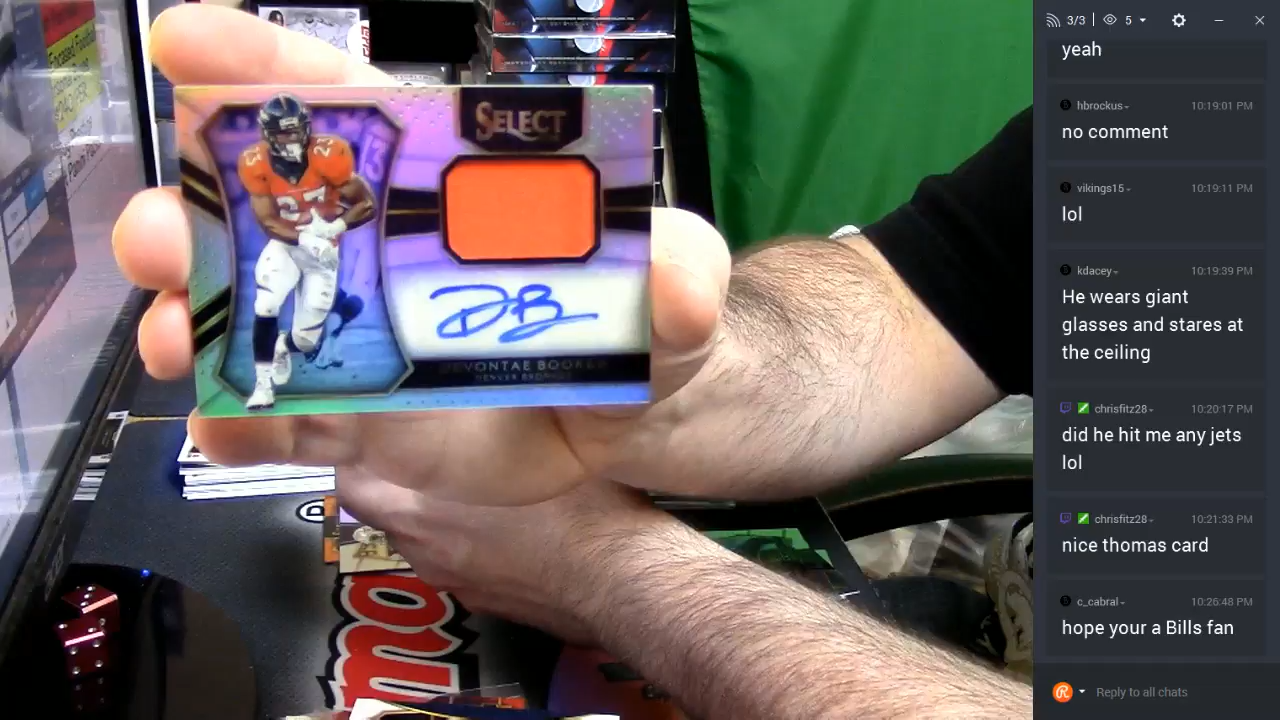 SELECT
23
23
27
DEVONTAE BOOKER
DENVER BRONCOS
DB
3/3
5
yeah
hbrockus
10:19:01 PM
no comment
vikings15
10:19:11 PM
lol
kdacey
10:19:39 PM
He wears giant
glasses and stares at
the ceiling
chrisfitz28
10:20:17 PM
did he hit me any jets
lol
chrisfitz28
10:21:33 PM
nice thomas card
c_cabral
10:26:48 PM
hope your a Bills fan
Reply to all chats